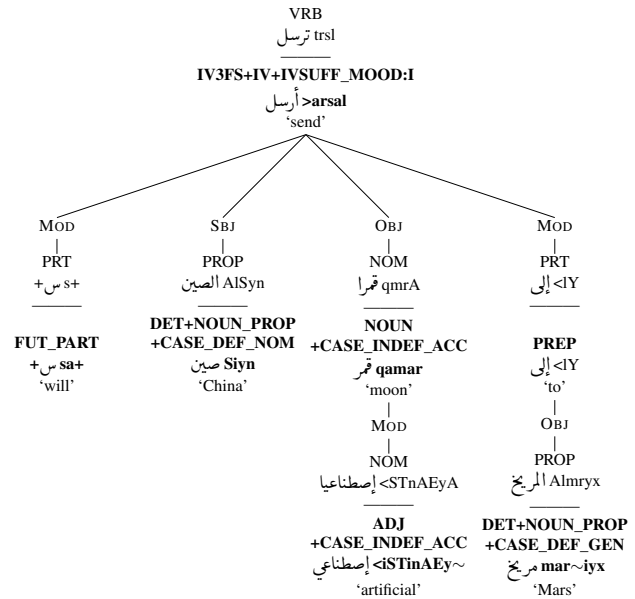 VRB
ترسل trsl
IV3FS+IV+IVSUFF_MOOD:I
أرسل >arsal
‘send’
MOD SBJ OBJ MOD
PRT PROP NOM PRT
+س s+ الصين AlSyn قمرا qmrA إلى <lY
FUT_PART DET+NOUN_PROP NOUN PREP
+CASE_DEF_NOM +CASE_INDEF_ACC
+س sa+ صين Siyn قمر qamar إلى <lY
‘will’ ‘China’ ‘moon’ ‘to’
MOD OBJ
NOM PROP
إصطناعيا <STnAEyA المريخ Almryx
ADJ DET+NOUN_PROP
+CASE_INDEF_ACC +CASE_DEF_GEN
إصطناعي <iSTinAEy~ مريخ mar~iyx
‘artificial’ ‘Mars’